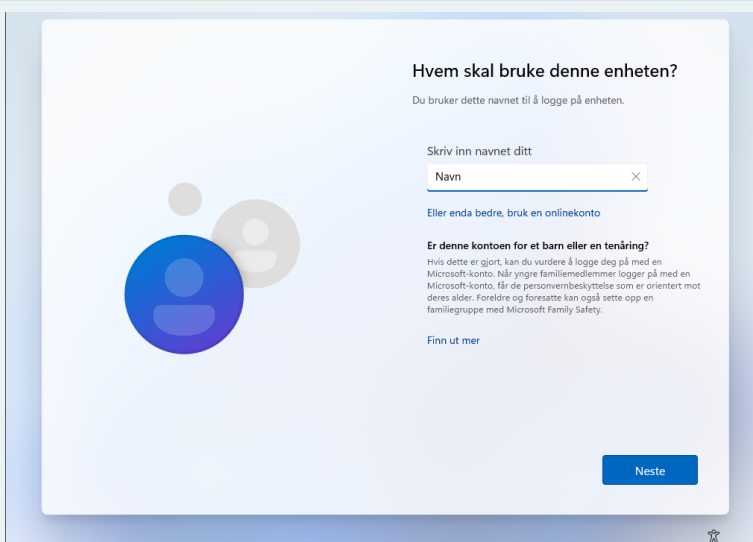 Hvem skal bruke denne enheten?
Du bruker dette navnet til å logge på enheten.
Skriv inn navnet ditt
Navn
Eller enda bedre, bruk en onlinekonto
Er denne kontoen for et barn eller en tenåring?
Hvis dette er gjort, kan du vurdere å logge deg på med en
Microsoft-konto. Når yngre familiemedlemmer logger på med en
Microsoft-konto, får de personvernbeskyttelse som er orientert mot
deres alder. Foreldre og foresatte kan også sette opp en
familiegruppe med Microsoft Family Safety.
Finn ut mer
Neste